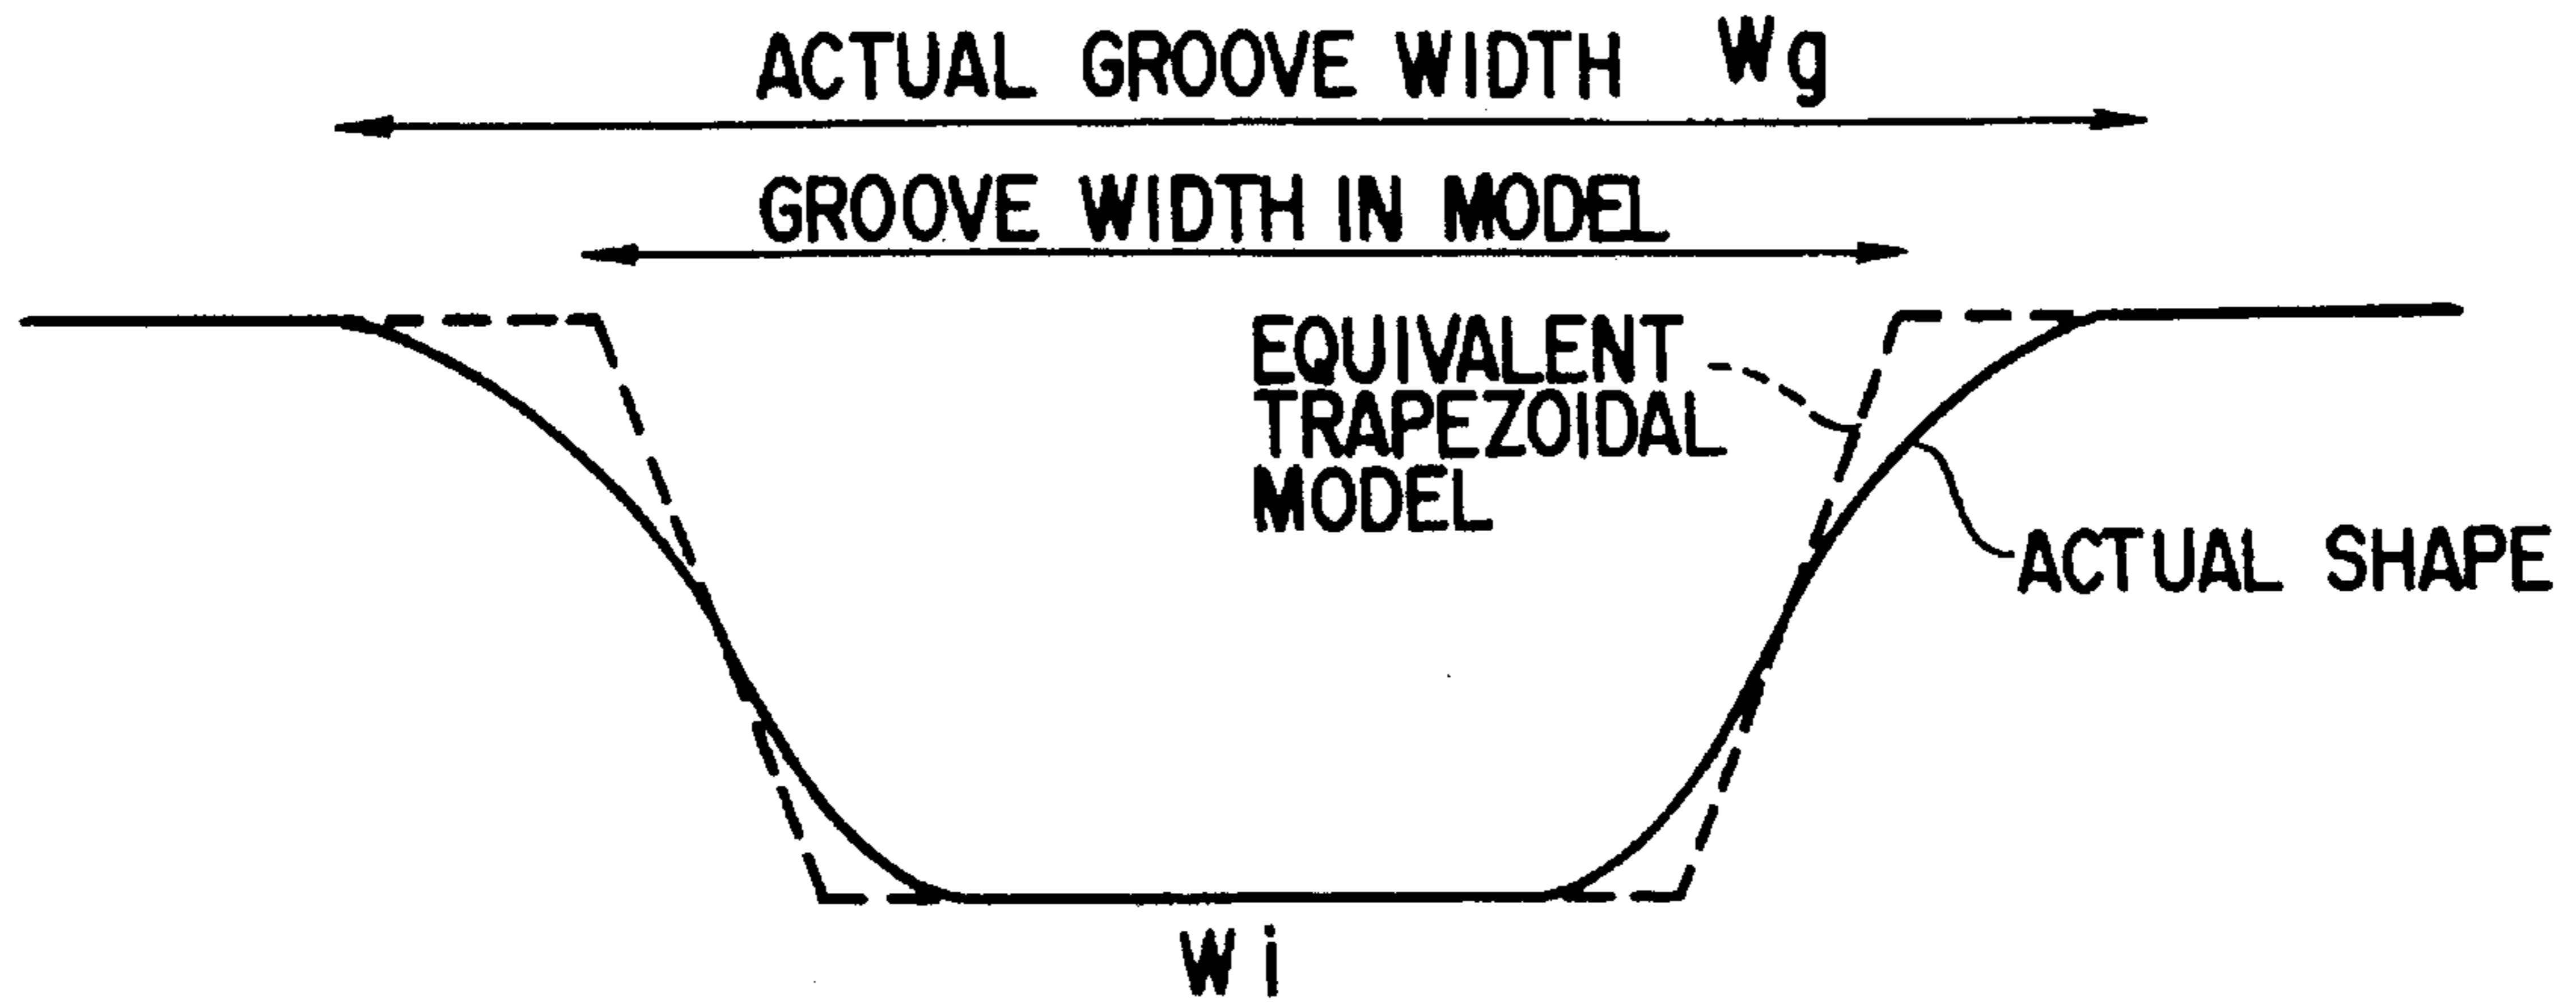 ACTUAL GROOVE WIDTH Wg
GROOVE WIDTH IN MODEL
EQUIVALENT
TRAPEZOIDAL
MODEL
ACTUAL SHAPE
Wi